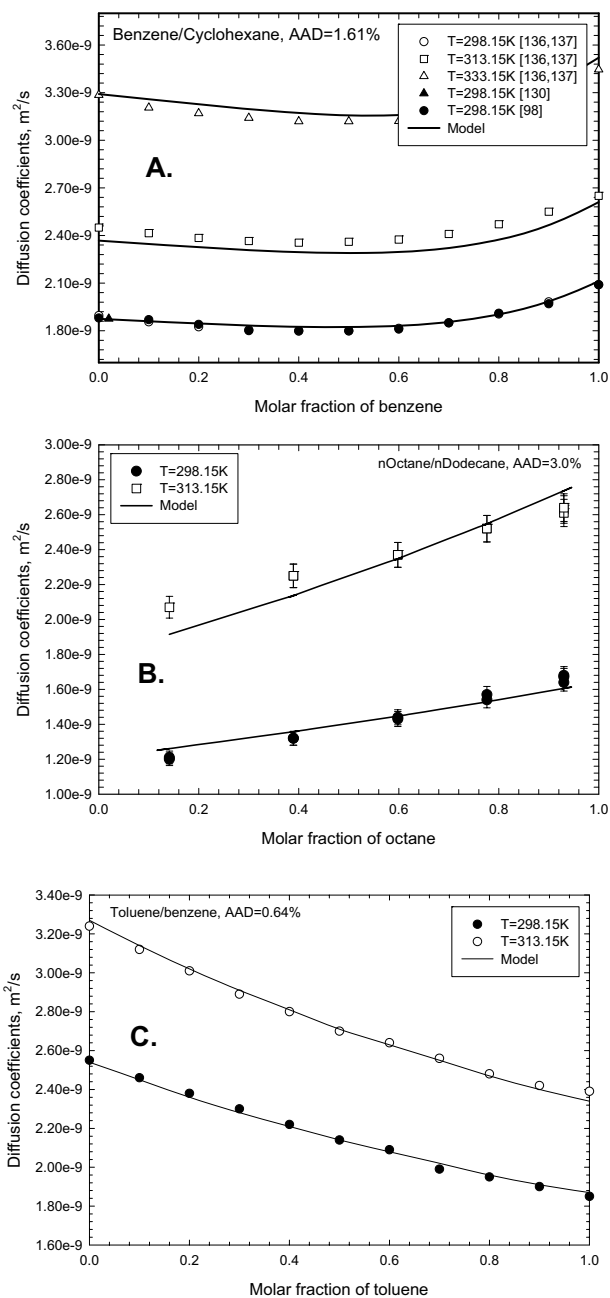 3.60e-9
3.30e-9
3.00e-9
2.70e-9
2.40e-9
2.10e-9
1.80e-9
Diffusion coefficients, m²/s
Benzene/Cyclohexane, AAD=1.61%
T=298.15K [136,137]
T=313.15K [136,137]
T=333.15K [136,137]
T=298.15K [130]
T=298.15K [98]
Model
A.
0.0 0.2 0.4 0.6 0.8 1.0
Molar fraction of benzene
3.00e-9
2.80e-9
2.60e-9
2.40e-9
2.20e-9
2.00e-9
1.80e-9
1.60e-9
1.40e-9
1.20e-9
1.00e-9
Diffusion coefficients, m²/s
T=298.15K
T=313.15K
Model
nOctane/nDodecane, AAD=3.0%
B.
0.0 0.2 0.4 0.6 0.8 1.0
Molar fraction of octane
3.40e-9
3.20e-9
3.00e-9
2.80e-9
2.60e-9
2.40e-9
2.20e-9
2.00e-9
1.80e-9
1.60e-9
Diffusion coefficients, m²/s
Toluene/benzene, AAD=0.64%
T=298.15K
T=313.15K
Model
C.
0.0 0.2 0.4 0.6 0.8 1.0
Molar fraction of toluene